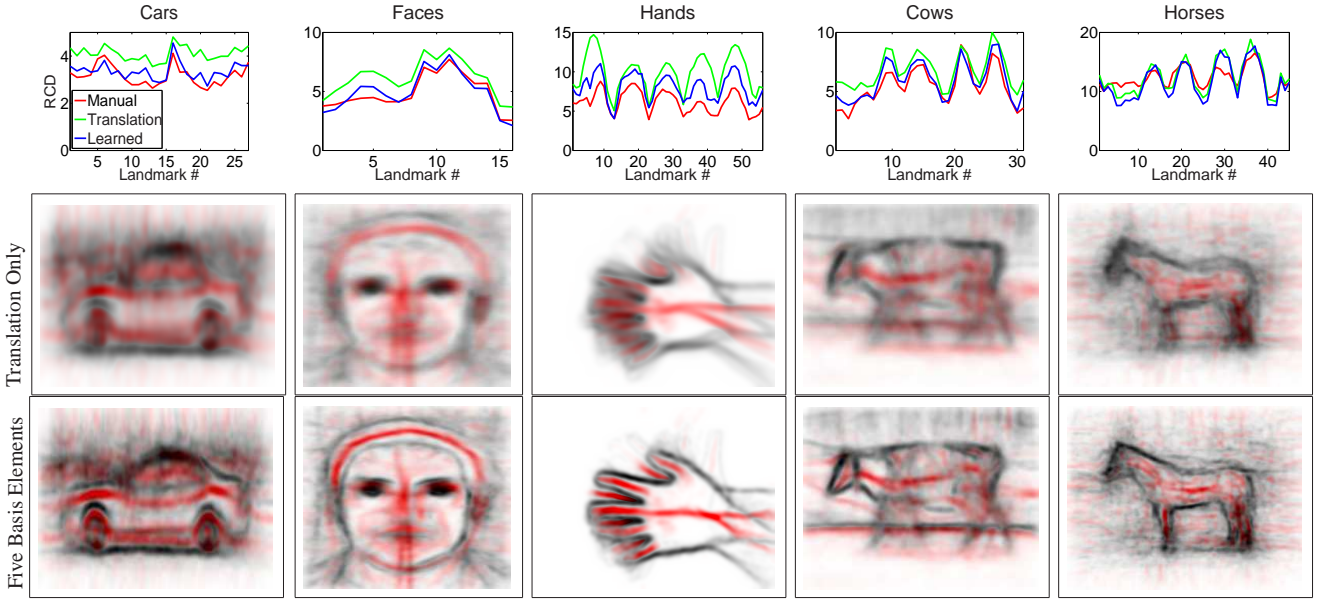 Cars Faces Hands Cows Horses
RCD
4
2
0
Manual
Translation
Learned
5 10 15 20 25
Landmark #
10
5
0
5 10 15
Landmark #
15
10
5
0
10 20 30 40 50
Landmark #
10
5
0
10 20 30
Landmark #
20
10
0
10 20 30 40
Landmark #
Translation Only
Five Basis Elements